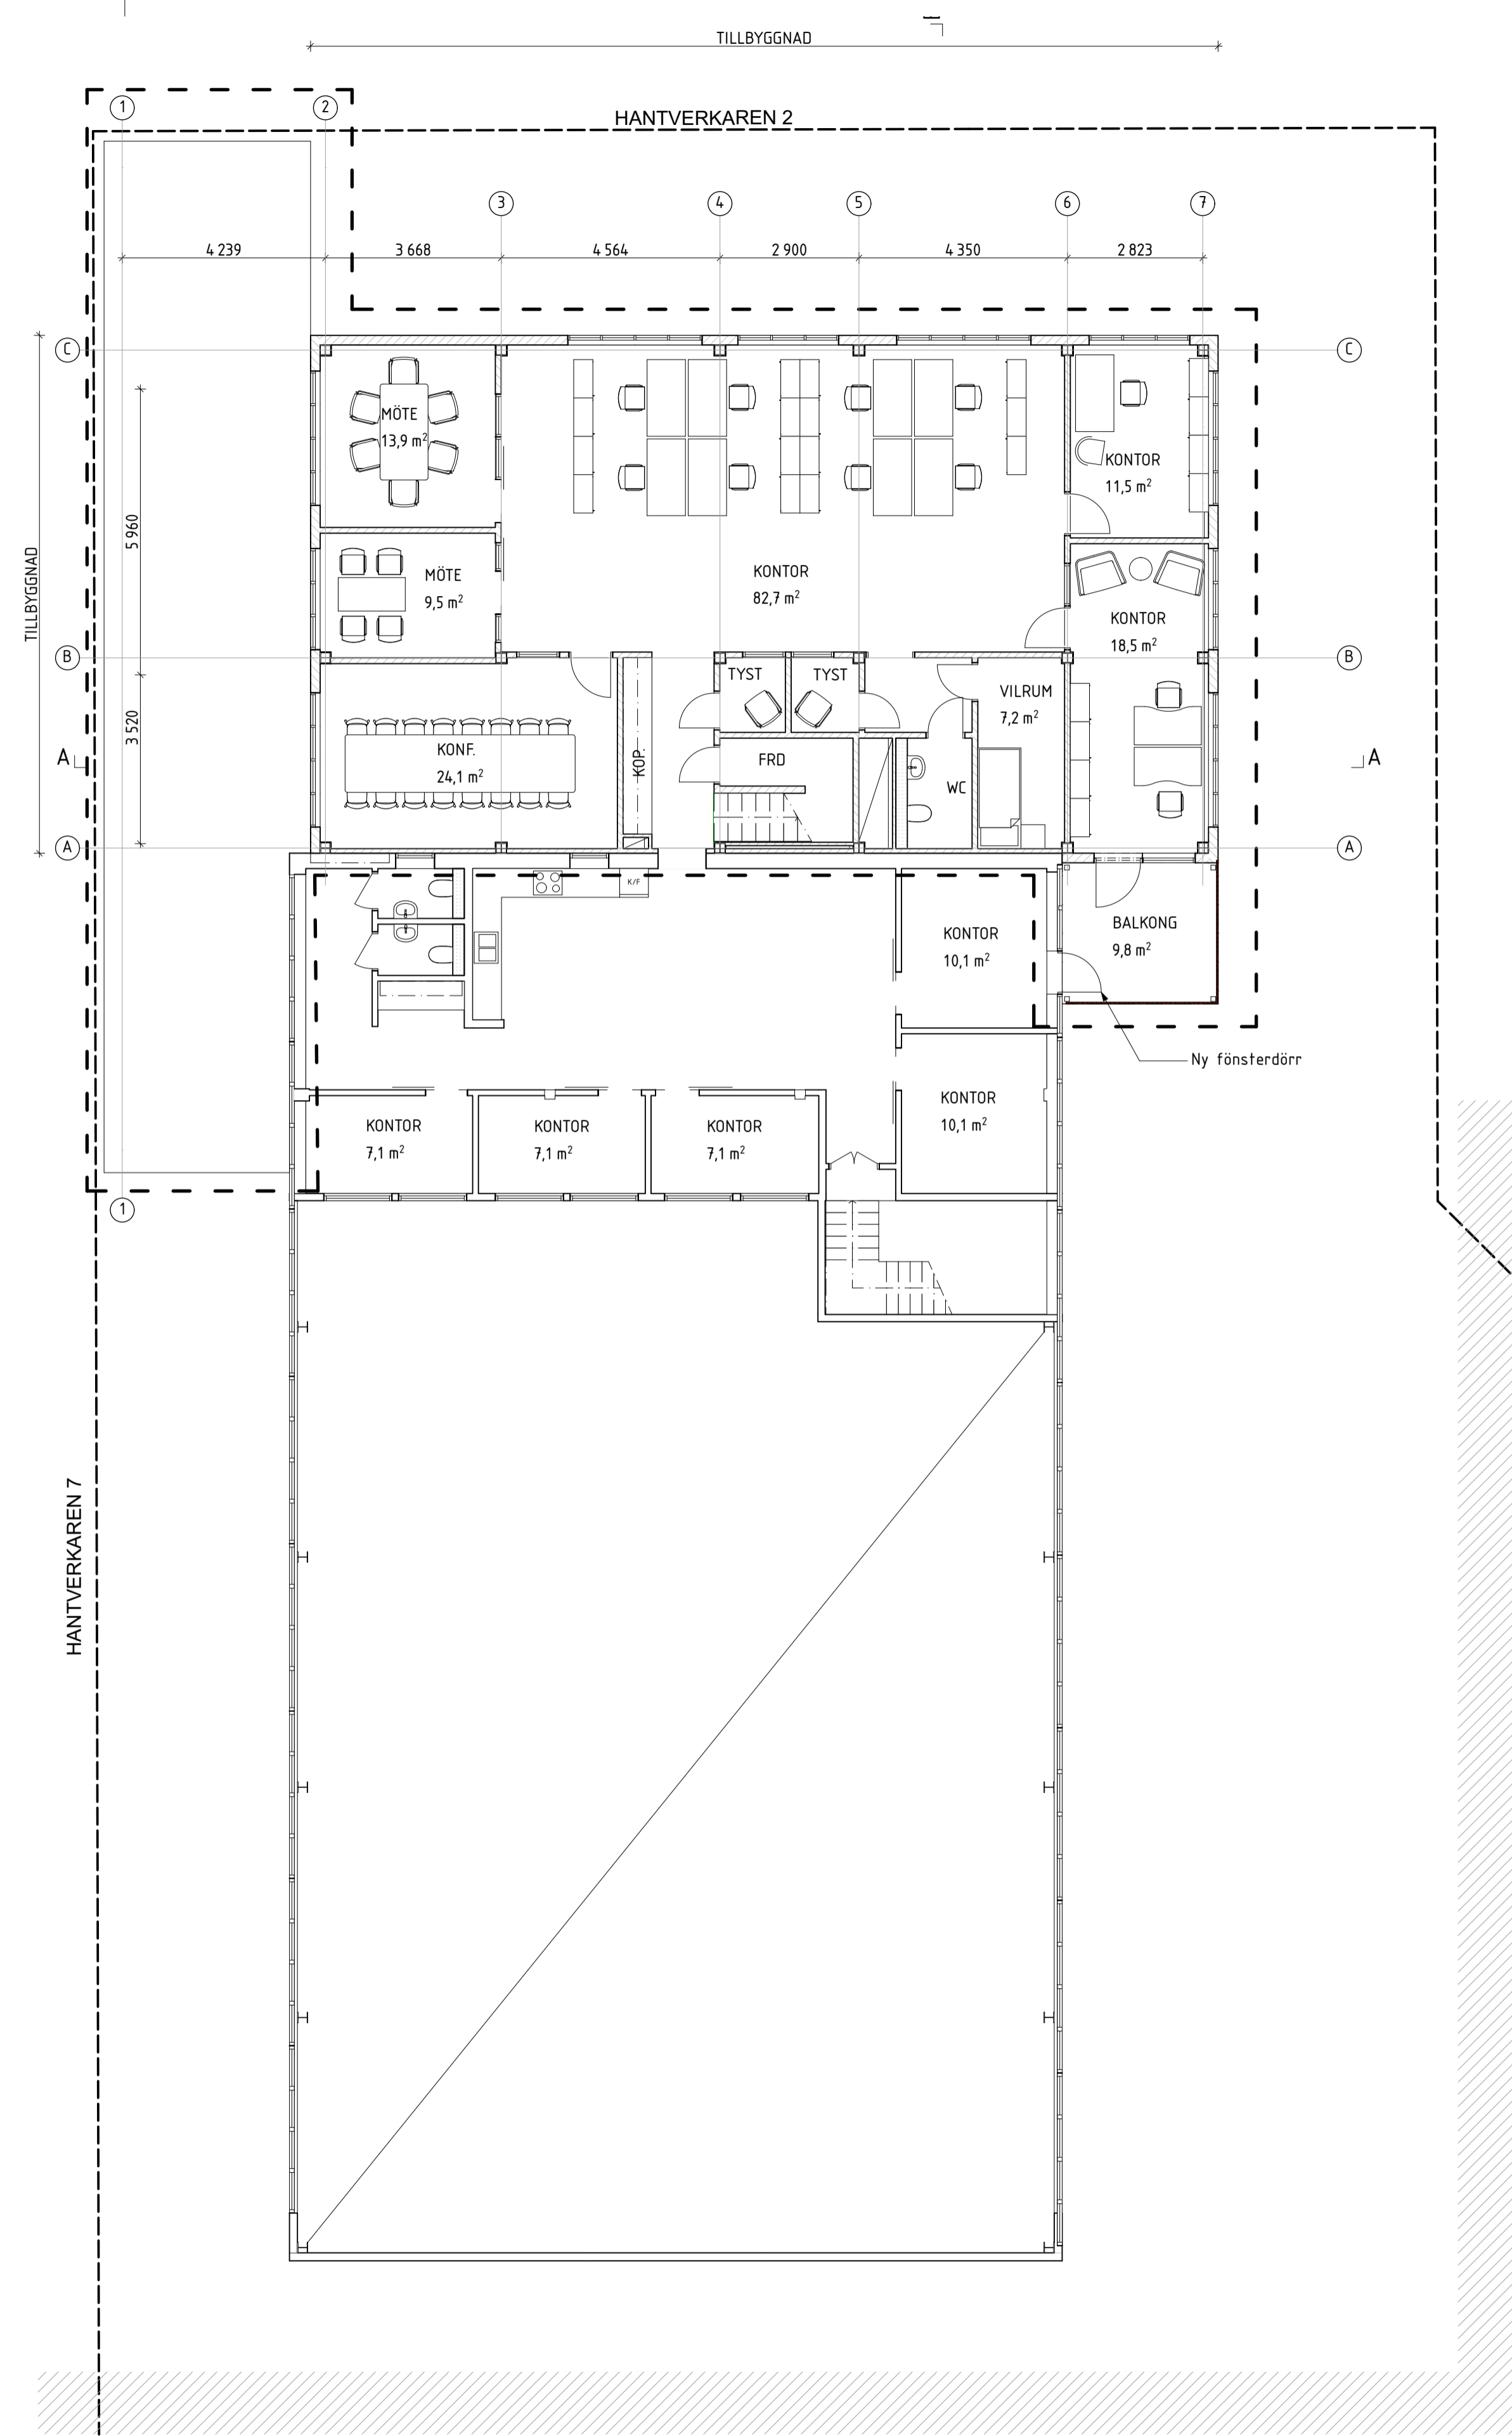 TILLBYGGNAD
1
2
HANTVERKAREN 2
3
4
5
6
7
4 239
3 668
4 564
2 900
4 350
2 823
C
C
MÖTE
13,9 m²
KONTOR
11,5 m²
5 960
TILLBYGGNAD
MÖTE
9,5 m²
KONTOR
82,7 m²
KONTOR
18,5 m²
B
B
TYST
TYST
VILRUM
7,2 m²
3 520
KONF.
24,1 m²
KOP.
FRD
WC
A
A
A
A
K/F
KONTOR
10,1 m²
BALKONG
9,8 m²
Ny fönsterdörr
KONTOR
7,1 m²
KONTOR
7,1 m²
KONTOR
7,1 m²
KONTOR
10,1 m²
1
HANTVERKAREN 7